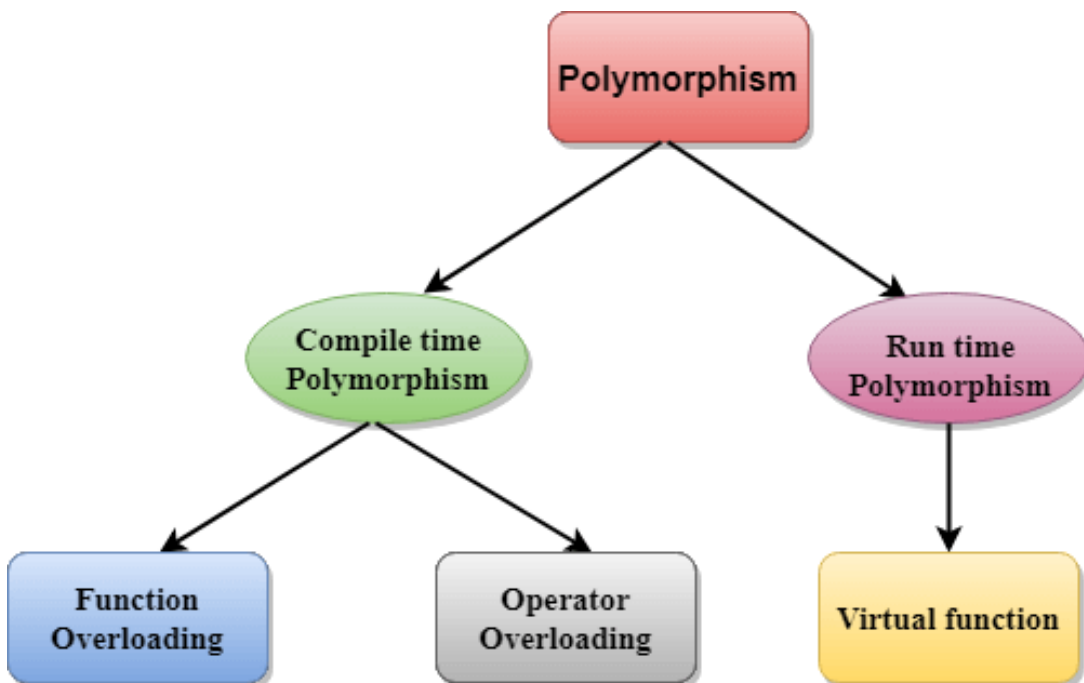 Polymorphism
Compile time
Polymorphism
Run time
Polymorphism
Function
Overloading
Operator
Overloading
Virtual function